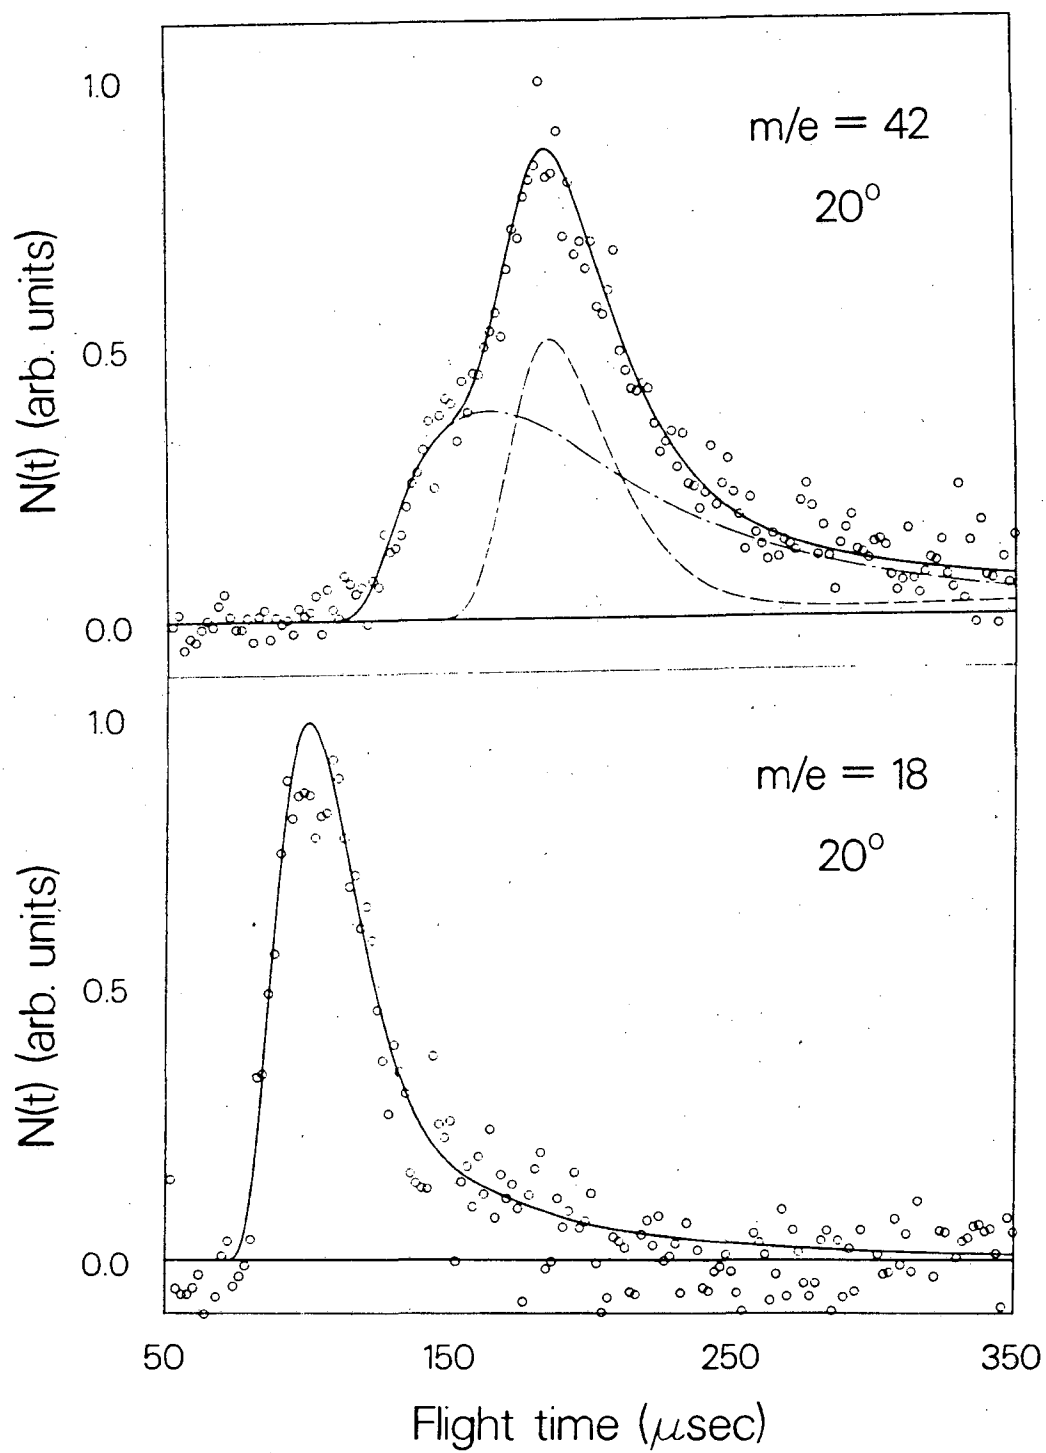 1.0
m/e = 42
20°
0.5
N(t) (arb. units)
0.0
1.0
m/e = 18
20°
0.5
N(t) (arb. units)
0.0
50
150
250
350
Flight time (μsec)